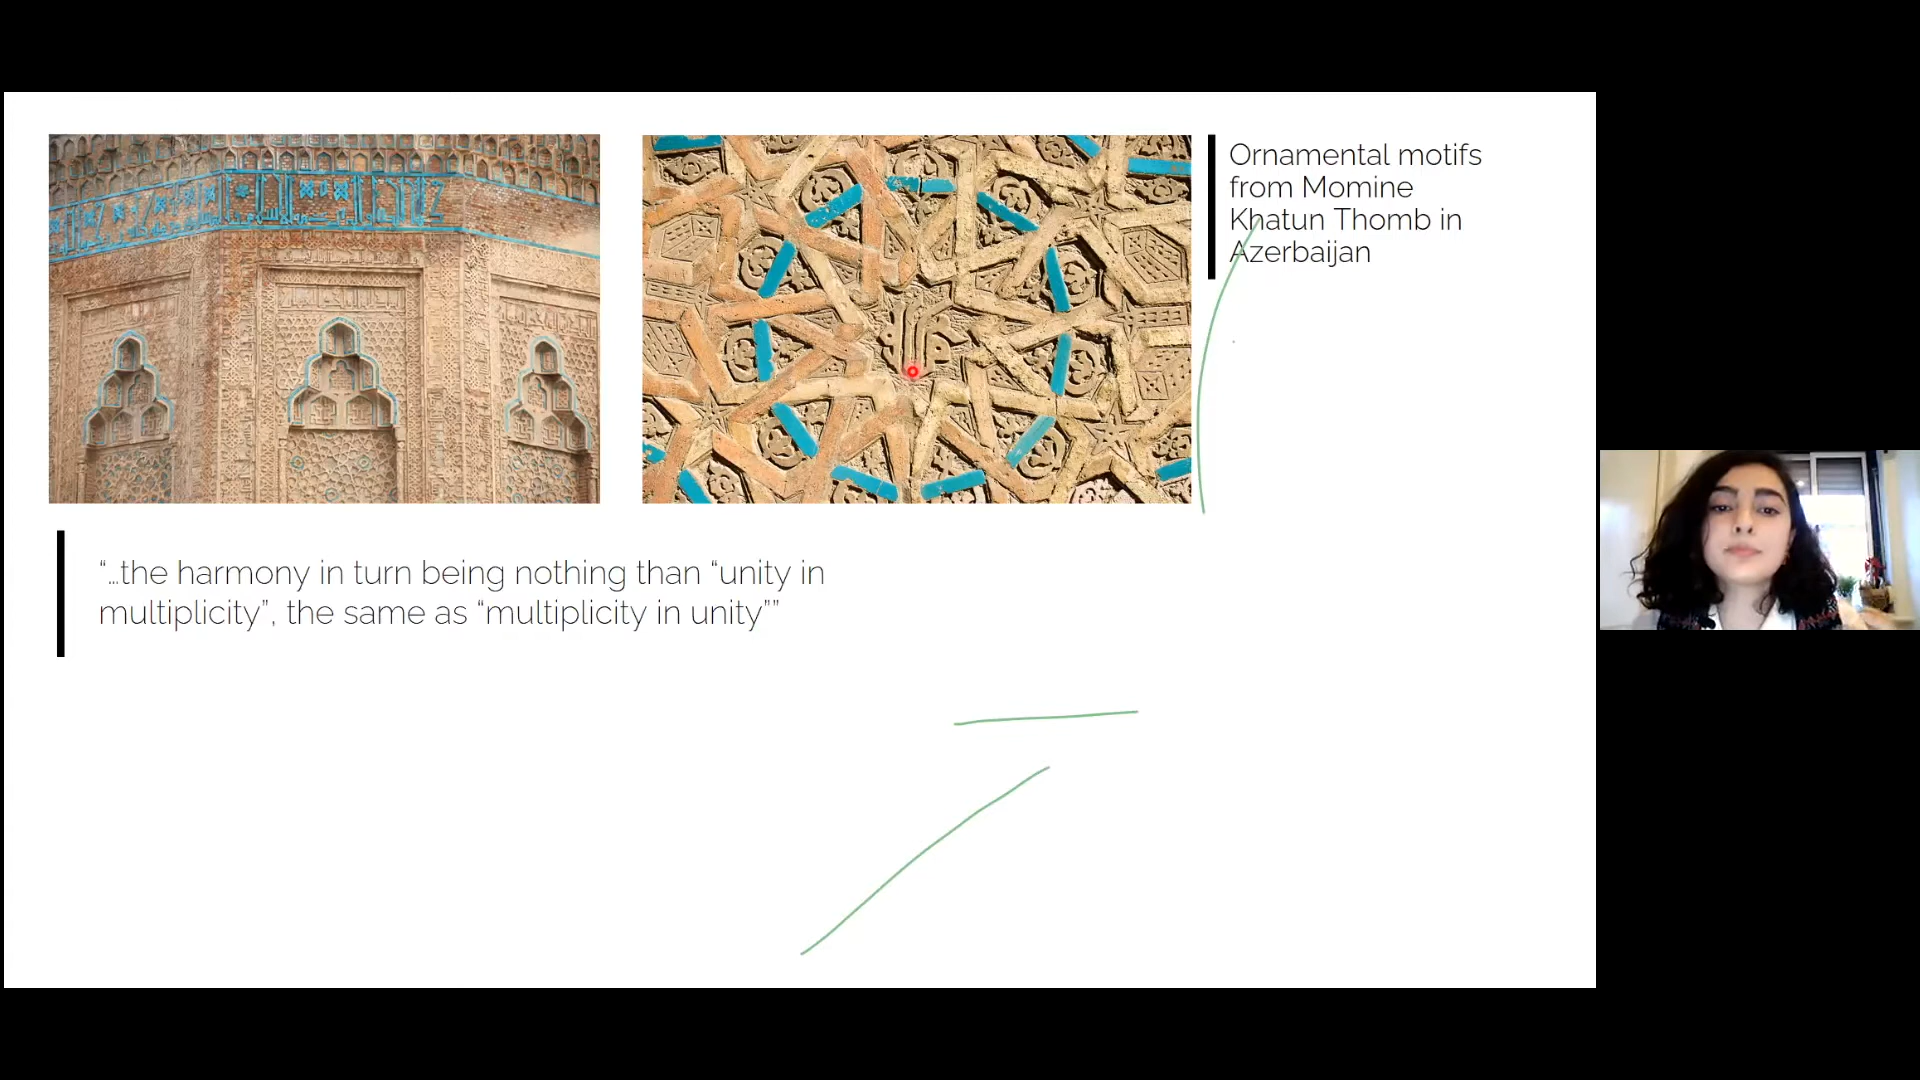 Ornamental motifs
from Momine
Khatun Thomb in
Azerbaijan
“…the harmony in turn being nothing than “unity in
multiplicity”, the same as “multiplicity in unity””